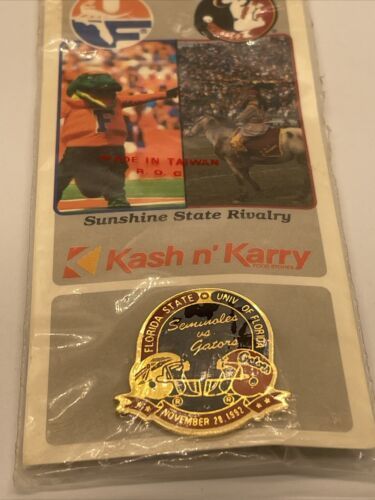 UF
F
MADE IN TAIWAN
R.O.C
Sunshine State Rivalry
Kash n' Karry
FOOD STORES
FLORIDA STATE UNIV OF FLORIDA
Seminoles
vs
Gators
NOVEMBER 28, 1992